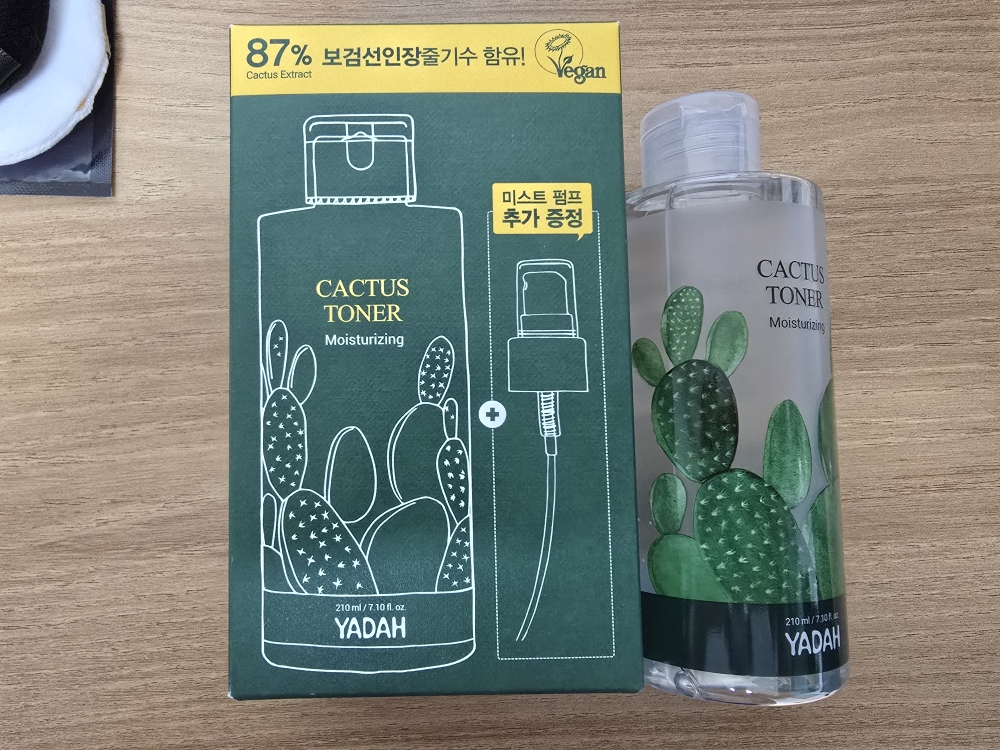 87% 보검선인장줄기수 함유!
Cactus Extract
Vegan
미스트 펌프
추가 증정
CACTUS
TONER
Moisturizing
+
210 ml / 7.10 fl. oz.
YADAH
CACTUS
TONER
Moisturizing
210 ml / 7.10 fl. oz.
YADAH